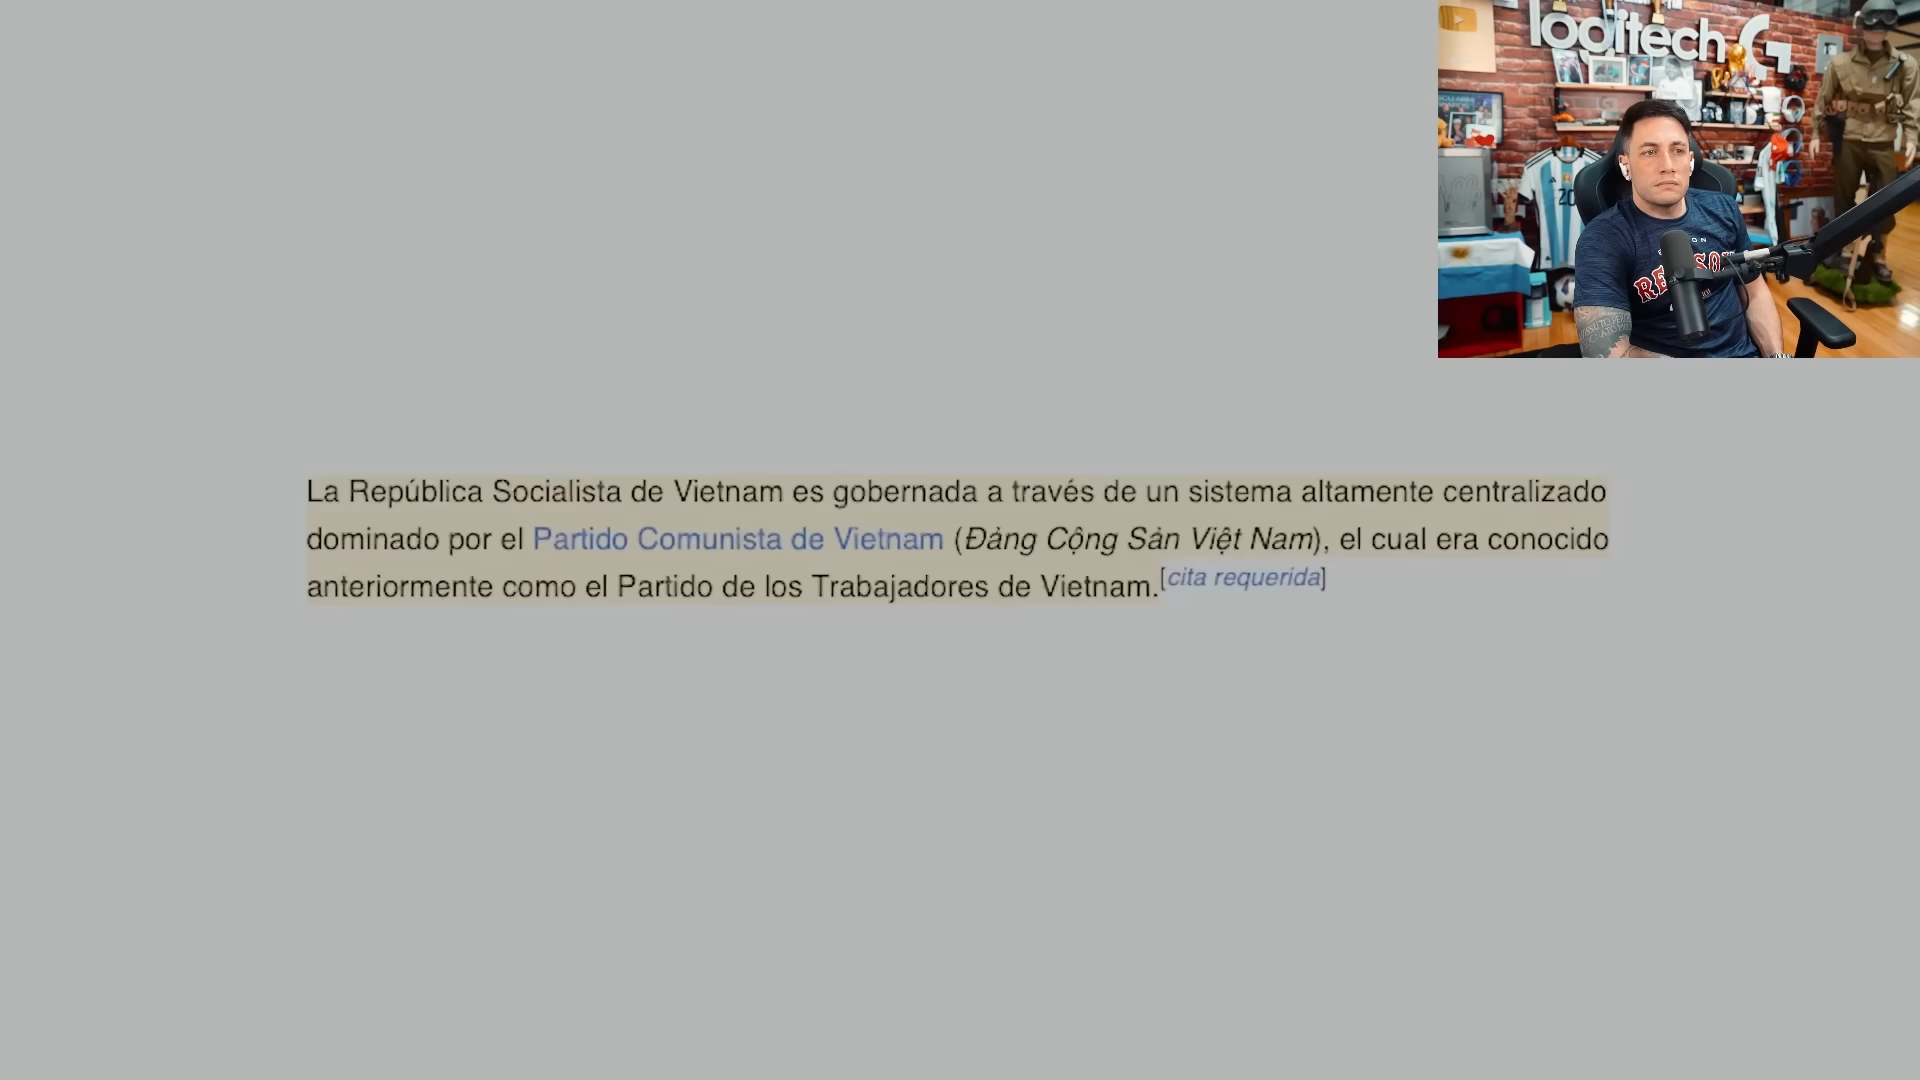 logitech G
La República Socialista de Vietnam es gobernada a través de un sistema altamente centralizado
dominado por el Partido Comunista de Vietnam (Đảng Cộng Sản Việt Nam), el cual era conocido
anteriormente como el Partido de los Trabajadores de Vietnam.[cita requerida]